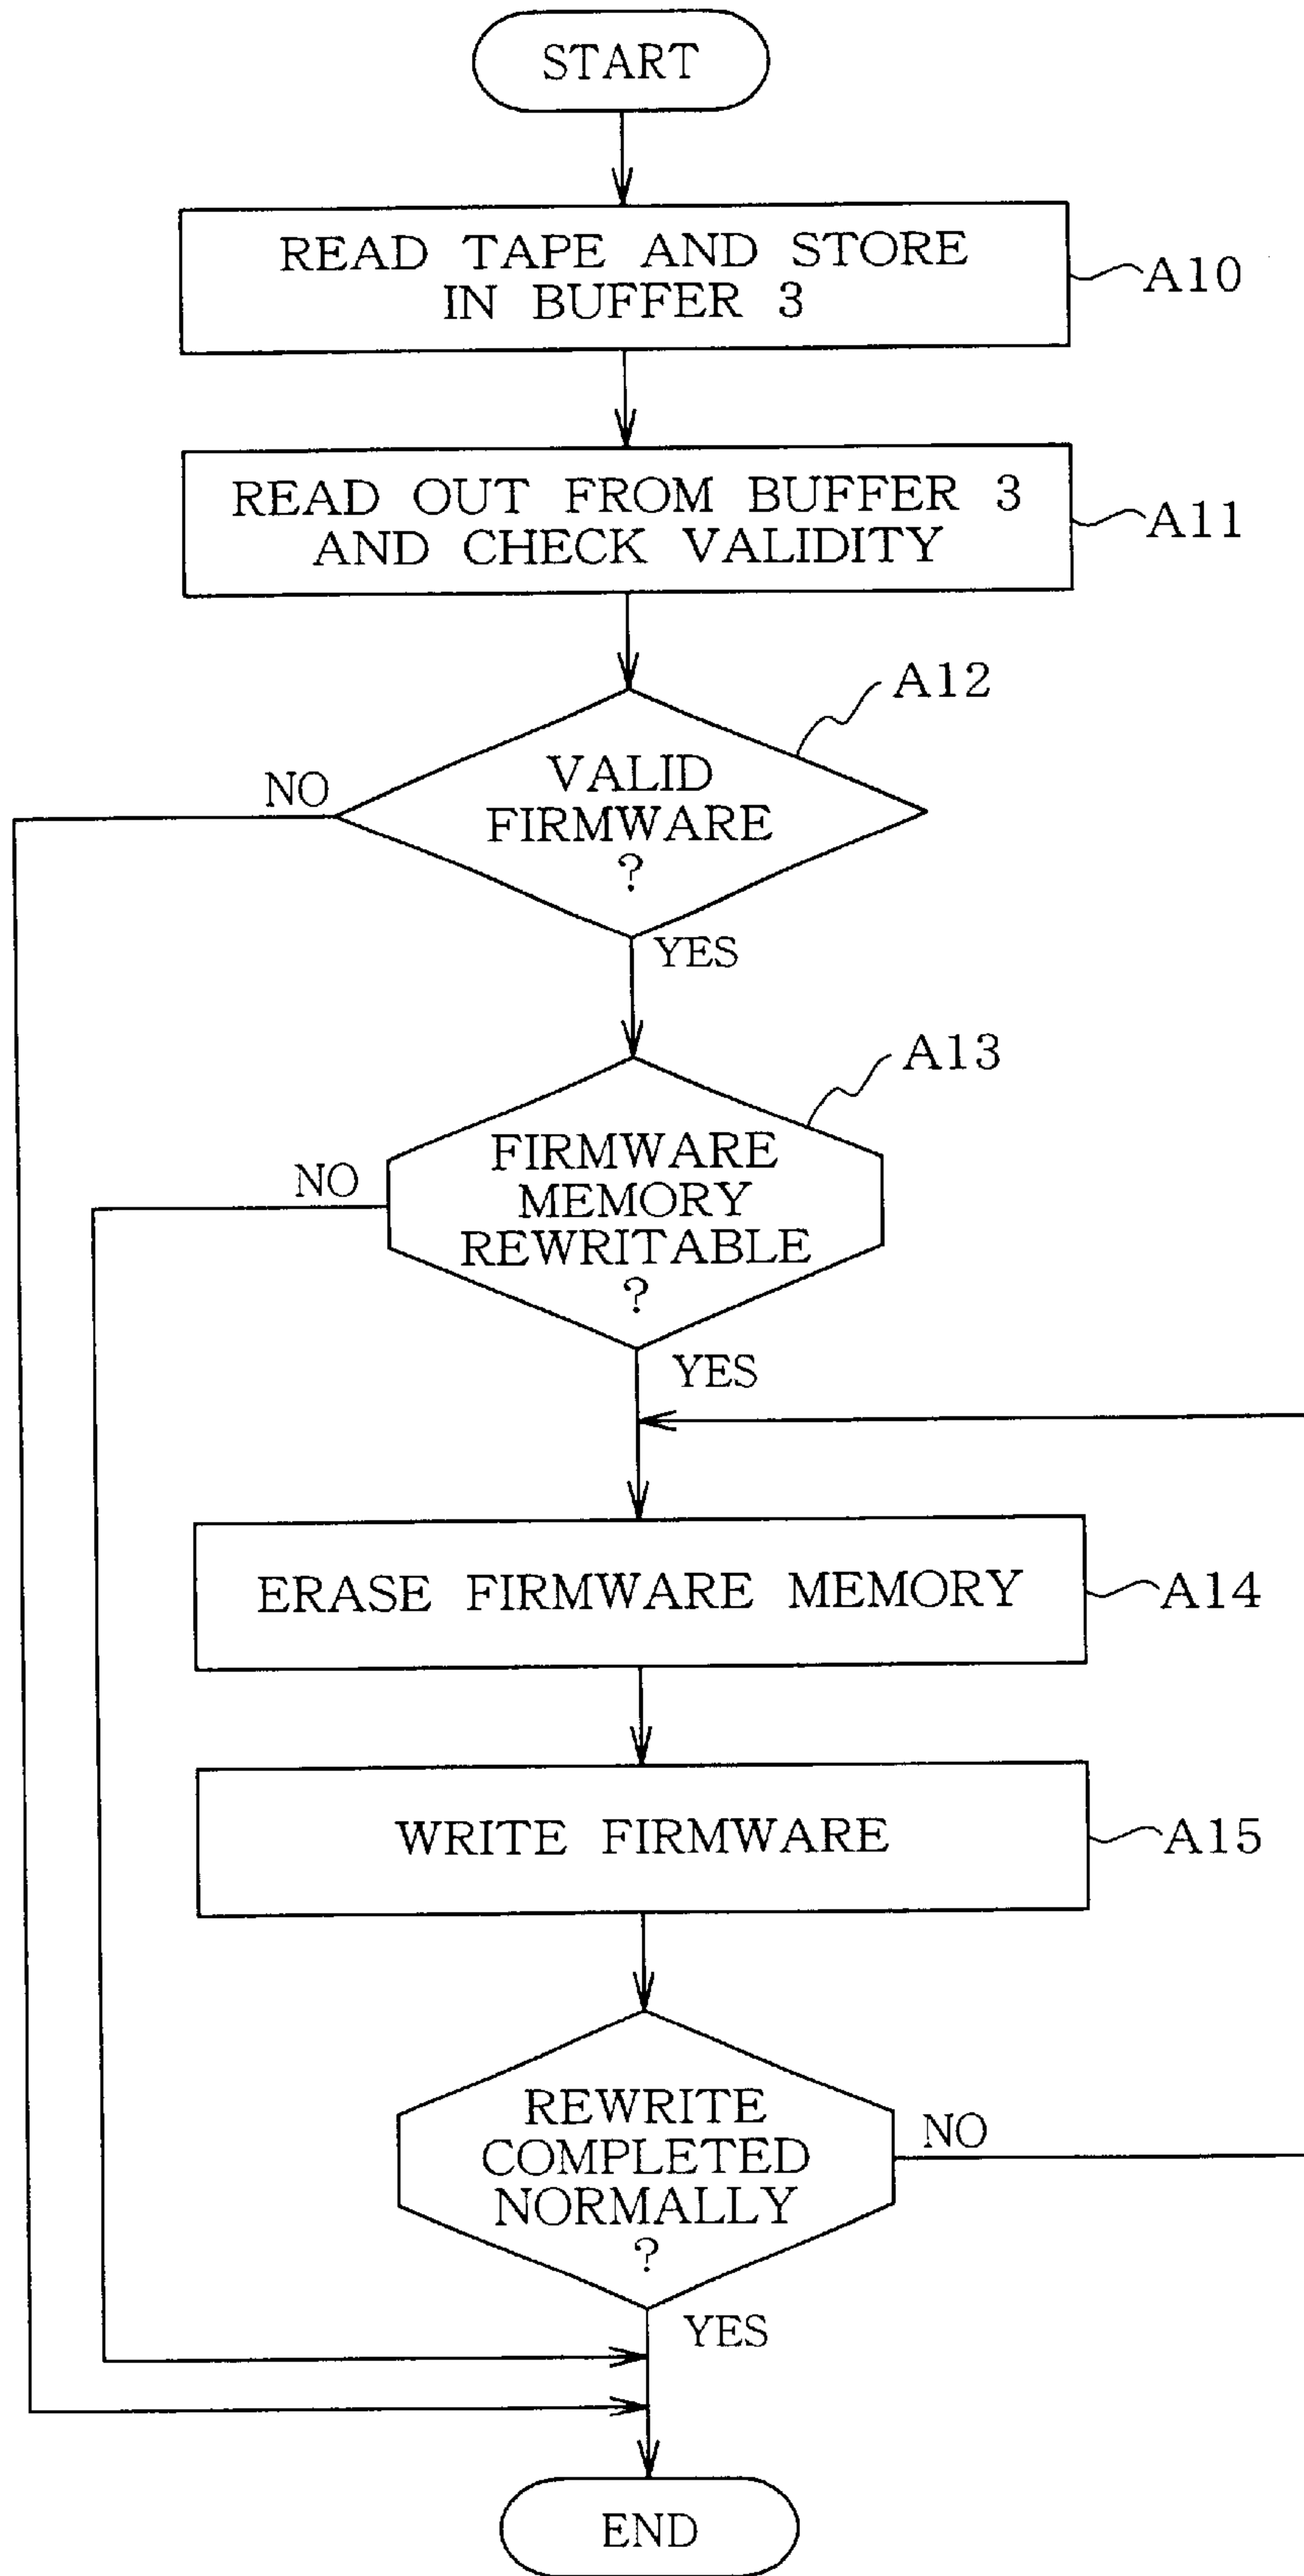 START
READ TAPE AND STORE
IN BUFFER 3
A10
READ OUT FROM BUFFER 3
AND CHECK VALIDITY
A11
A12
VALID
FIRMWARE
?
NO
YES
A13
FIRMWARE
MEMORY
REWRITABLE
?
NO
YES
ERASE FIRMWARE MEMORY
A14
WRITE FIRMWARE
A15
REWRITE
COMPLETED
NORMALLY
?
NO
YES
END